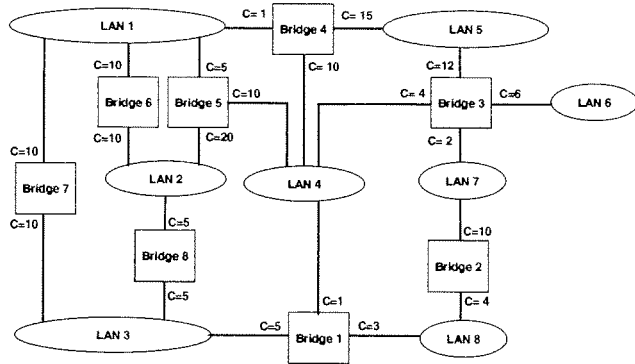 LAN 1
C= 1
Bridge 4
C= 15
LAN 5
C=10
C=5
C=10
C= 10
C=12
Bridge 6
Bridge 5
C= 4
Bridge 3
C=6
LAN 6
C=10
C=20
C= 2
C=10
Bridge 7
C=10
LAN 2
LAN 4
LAN 7
C=5
Bridge 8
C=10
Bridge 2
C=5
C=1
C= 4
LAN 3
C=5
Bridge 1
C=3
LAN 8